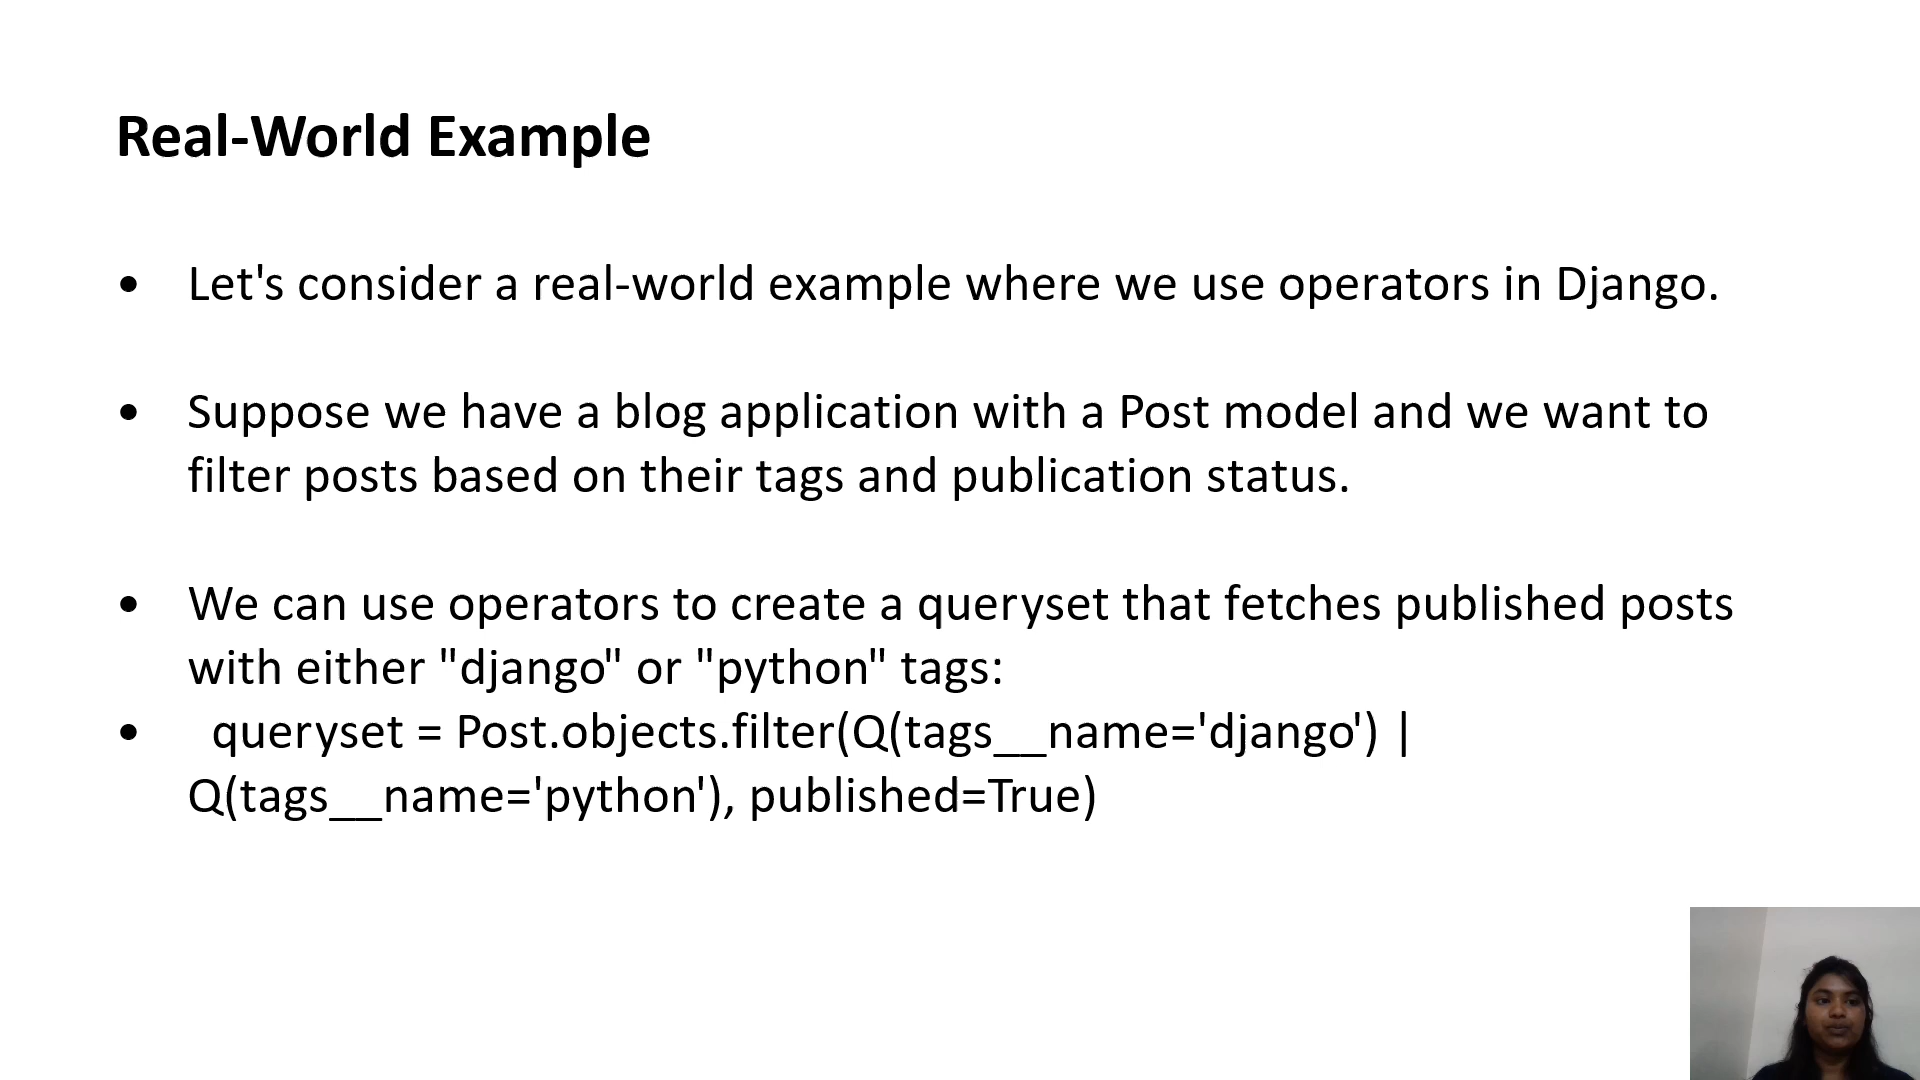 Real-World Example
• Let's consider a real-world example where we use operators in Django.
• Suppose we have a blog application with a Post model and we want to
filter posts based on their tags and publication status.
• We can use operators to create a queryset that fetches published posts
with either "django" or "python" tags:
• queryset = Post.objects.filter(Q(tags__name='django') |
Q(tags__name='python'), published=True)